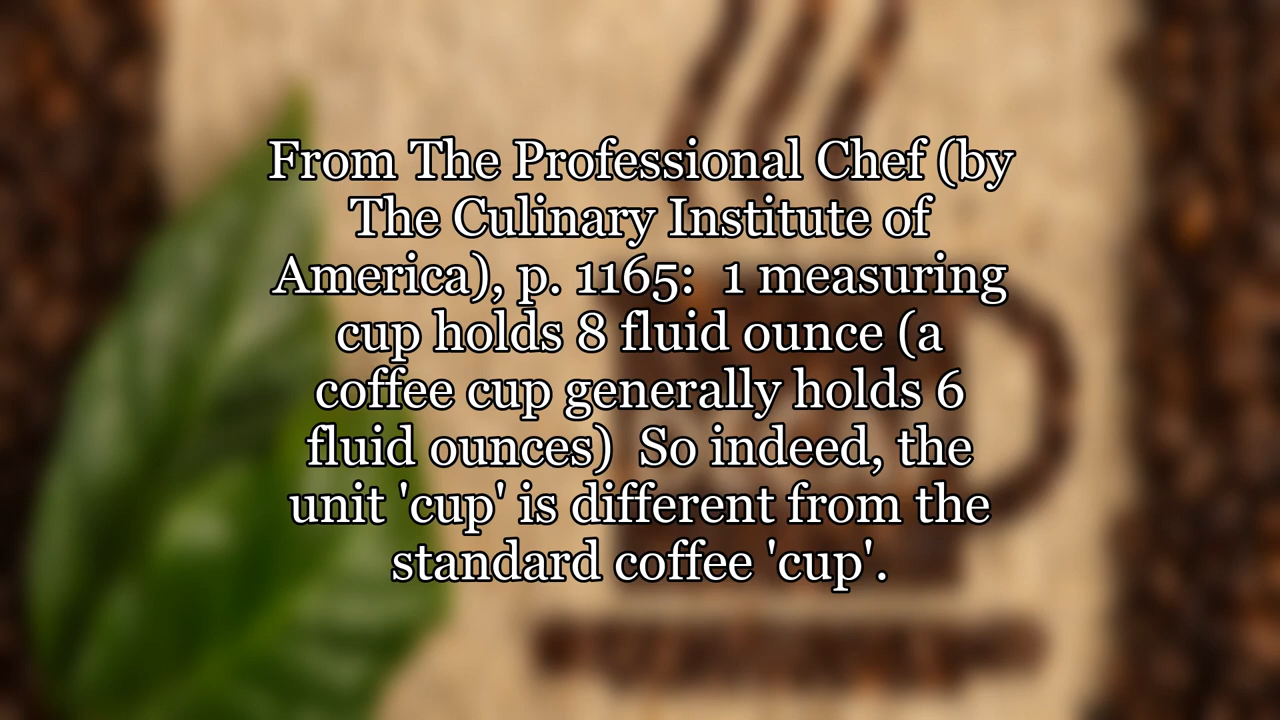 From The Professional Chef (by
The Culinary Institute of
America), p. 1165:  1 measuring
cup holds 8 fluid ounce (a
coffee cup generally holds 6
fluid ounces)  So indeed, the
unit 'cup' is different from the
standard coffee 'cup'.